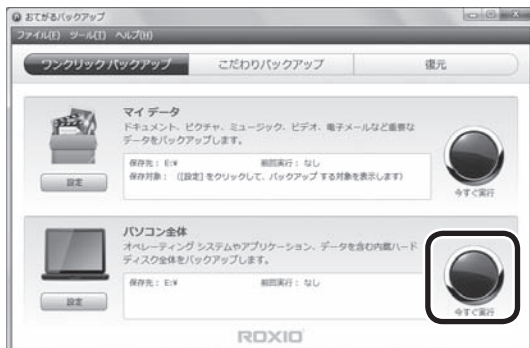 おてがるバックアップ
ファイル(F) ツール(T) ヘルプ(H)
ワンクリックバックアップ こだわりバックアップ 復元
マイ データ
ドキュメント、ピクチャ、ミュージック、ビデオ、電子メールなど重要な
データをバックアップします。
保存先： E:¥ 前回実行： なし
保存対象： （[設定] をクリックして、バックアップ する対象を表示します）
設定
今すぐ実行
パソコン全体
オペレーティング システムやアプリケーション、データを含む内蔵ハード
ディスク全体をバックアップします。
保存先： E:¥ 前回実行： なし
設定
今すぐ実行
ROXIO